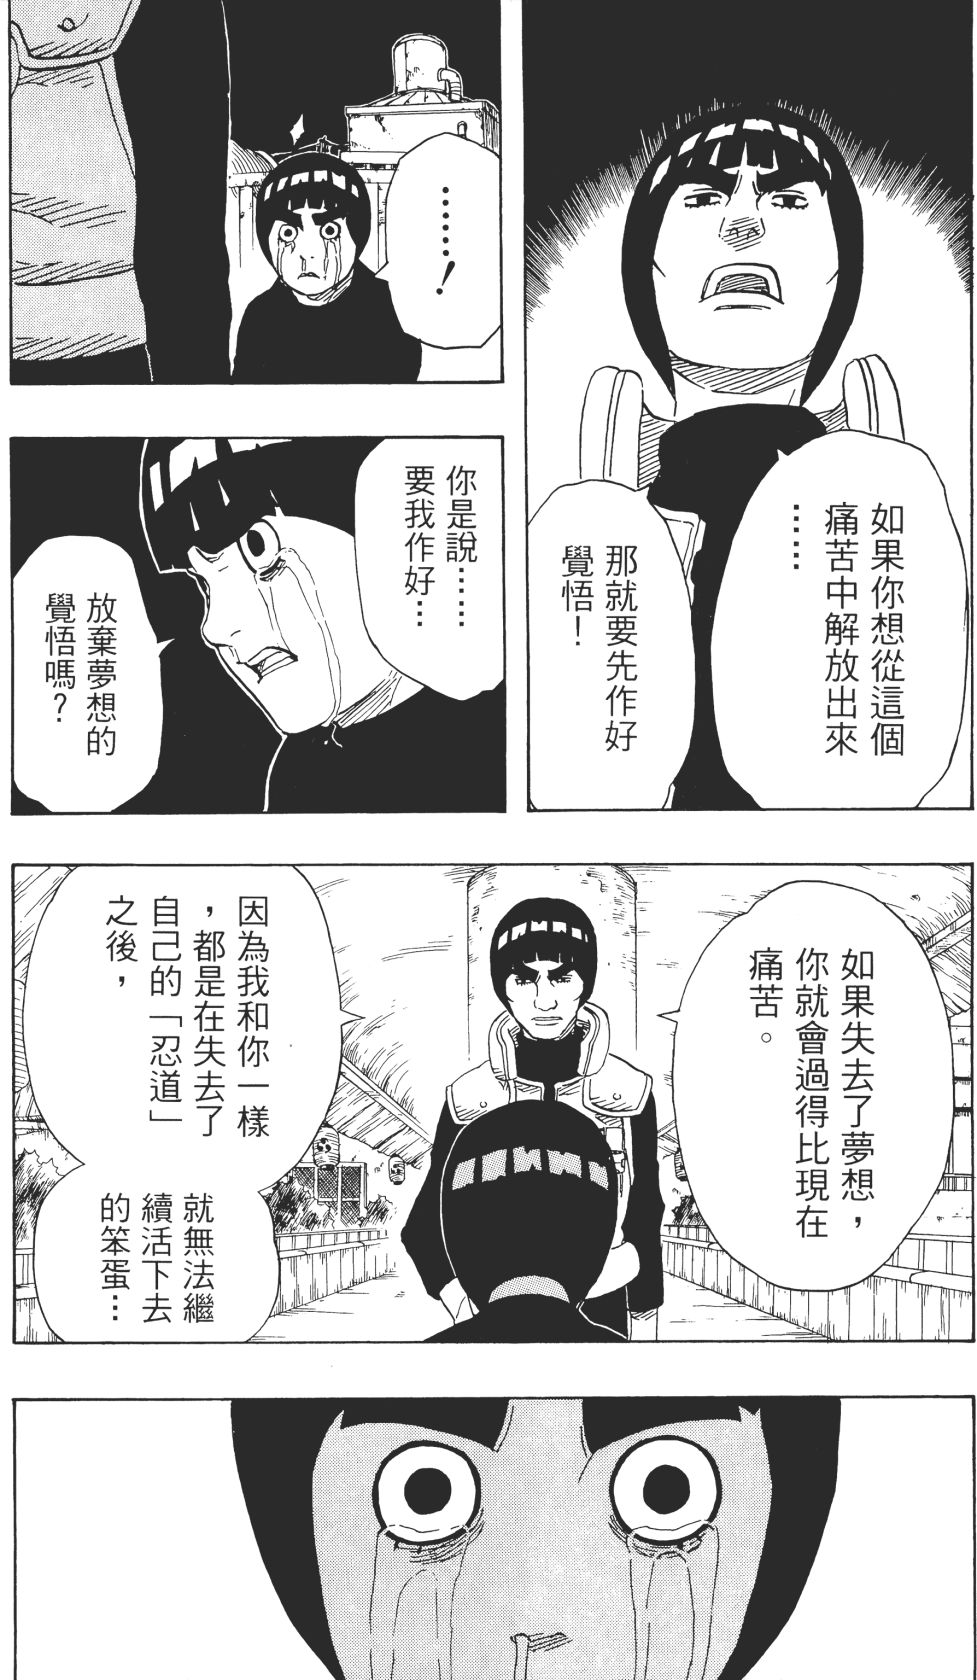 如果你想從這個
痛苦中解放出來
……
那就要先作好
覺悟！
……！
你是說……
要我作好…
放棄夢想的
覺悟嗎？
如果失去了夢想，
你就會過得比現在
痛苦。
因為我和你一樣
，都是在失去了
自己的「忍道」
之後，
就無法繼
續活下去
的笨蛋…